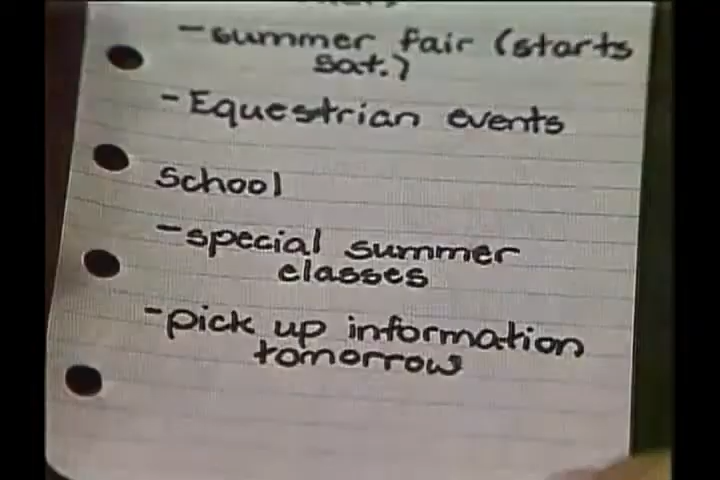 -summer fair (starts
sat.)
-Equestrian events
School
-special summer
classes
-pick up information
tomorrow